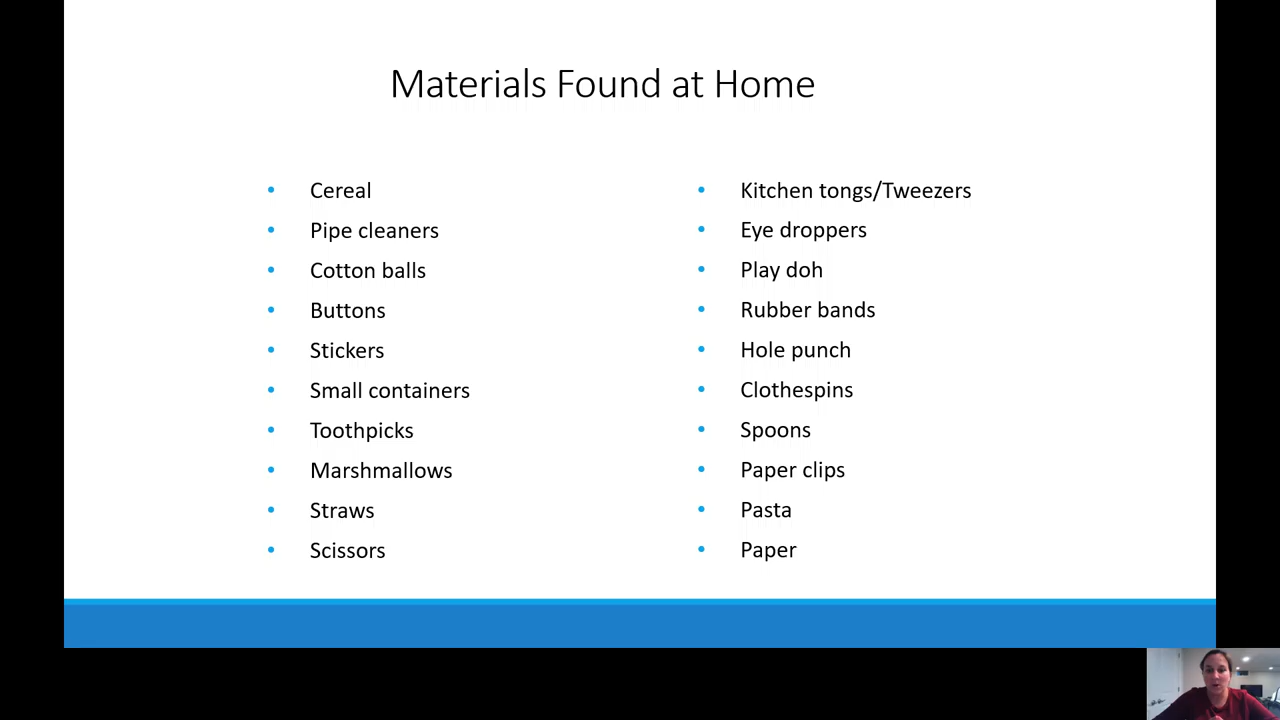 Materials Found at Home
• Cereal
• Pipe cleaners
• Cotton balls
• Buttons
• Stickers
• Small containers
• Toothpicks
• Marshmallows
• Straws
• Scissors
• Kitchen tongs/Tweezers
• Eye droppers
• Play doh
• Rubber bands
• Hole punch
• Clothespins
• Spoons
• Paper clips
• Pasta
• Paper